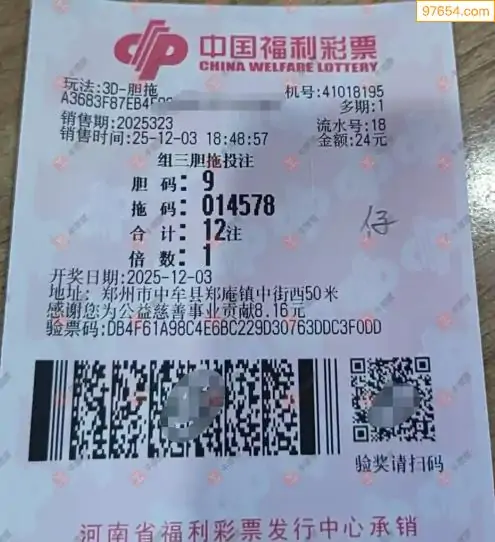 97654.com
中国福利彩票
CHINA WELFARE LOTTERY
玩法:3D-胆拖 机号:41018195
A3683F87EB4F 多期:1
销售期:2025323 流水号:18
销售时间:25-12-03 18:48:57 金额:24元
组三胆拖投注
胆 码: 9
拖 码: 014578
合 计: 12注
倍 数: 1
仔
开奖日期:2025-12-03
地址: 郑州市中牟县郑庵镇中街西50米
感谢您为公益慈善事业贡献8.16元
验票码:DB4F61A98C4E6BC229D30763DDC3F0DD
验奖请扫码
河南省福利彩票发行中心承销